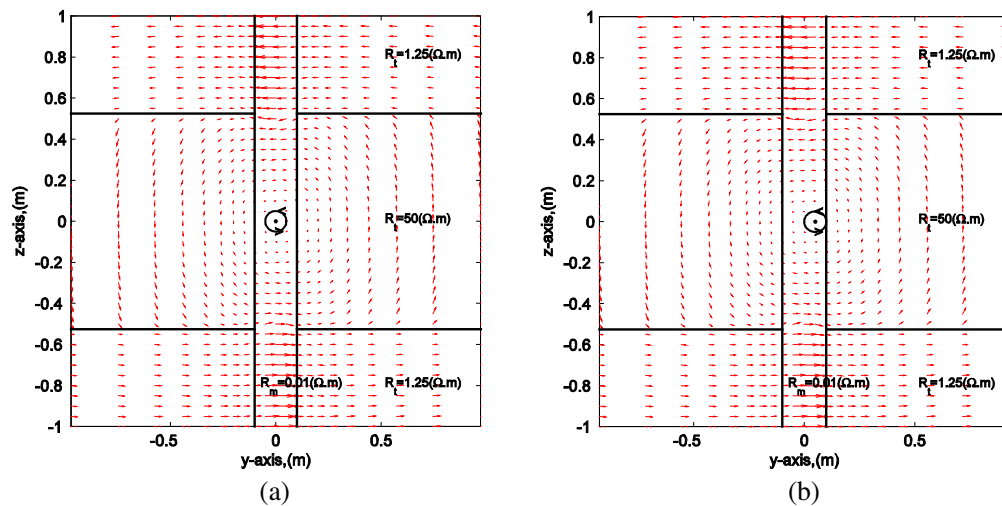 1
0.8
0.6
0.4
0.2
0
-0.2
-0.4
-0.6
-0.8
-1
z-axis,(m)
R_t=1.25(Ω.m)
R_t=50(Ω.m)
R_m=0.01(Ω.m)
R_t=1.25(Ω.m)
-0.5
0
0.5
y-axis,(m)
(a)
1
0.8
0.6
0.4
0.2
0
-0.2
-0.4
-0.6
-0.8
-1
z-axis,(m)
R_t=1.25(Ω.m)
R_t=50(Ω.m)
R_m=0.01(Ω.m)
R_t=1.25(Ω.m)
-0.5
0
0.5
y-axis,(m)
(b)